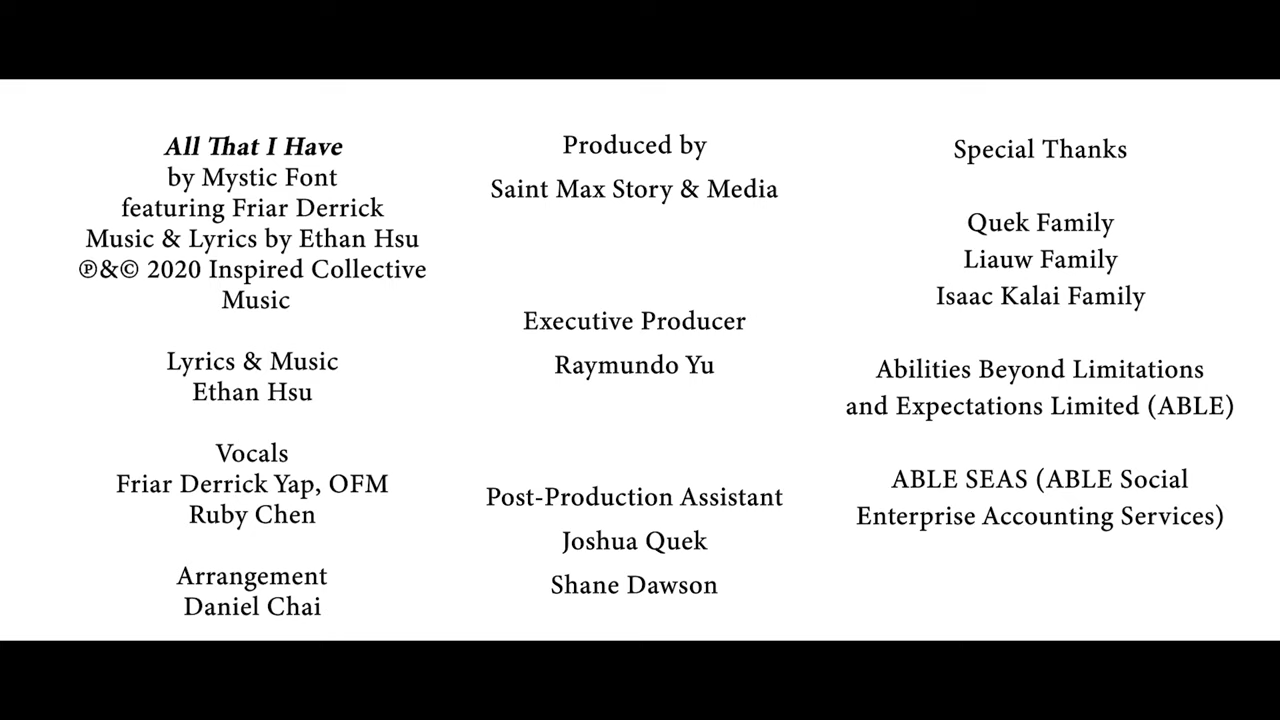 All That I Have
by Mystic Font
featuring Friar Derrick
Music & Lyrics by Ethan Hsu
℗&© 2020 Inspired Collective
Music
Lyrics & Music
Ethan Hsu
Vocals
Friar Derrick Yap, OFM
Ruby Chen
Arrangement
Daniel Chai
Produced by
Saint Max Story & Media
Executive Producer
Raymundo Yu
Post-Production Assistant
Joshua Quek
Shane Dawson
Special Thanks
Quek Family
Liauw Family
Isaac Kalai Family
Abilities Beyond Limitations
and Expectations Limited (ABLE)
ABLE SEAS (ABLE Social
Enterprise Accounting Services)